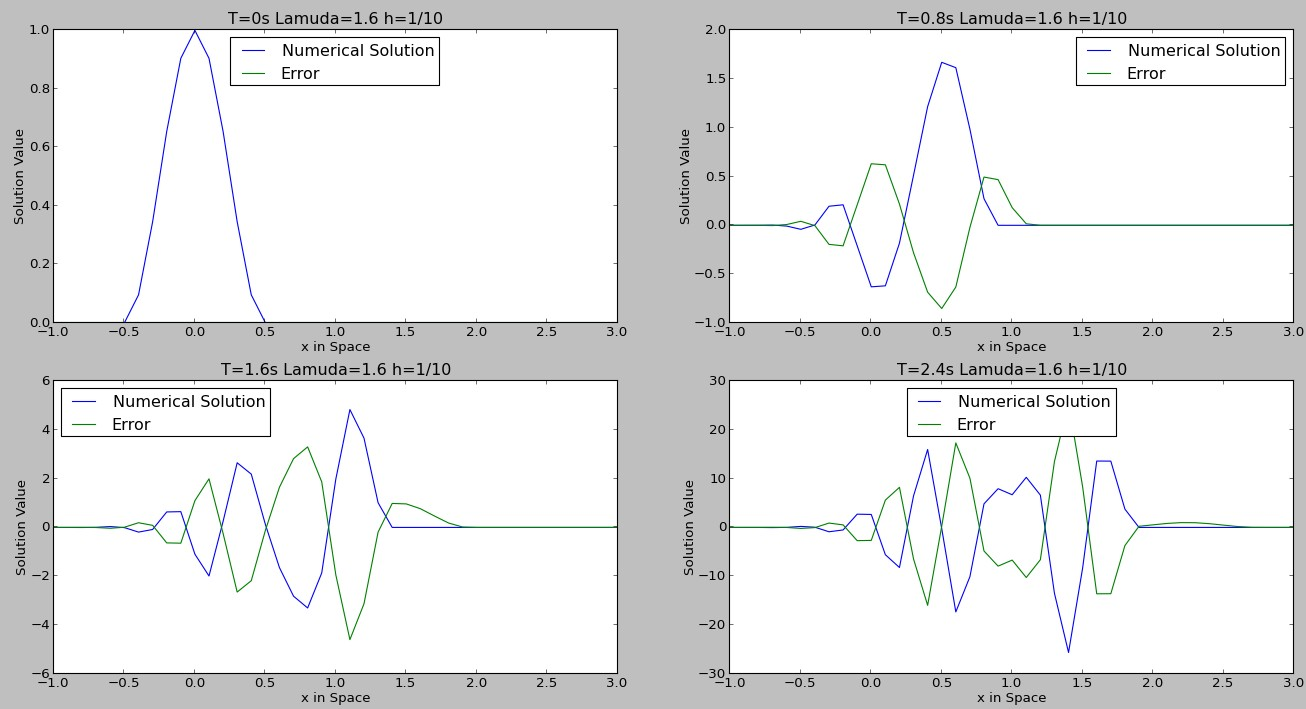 T=0s Lamuda=1.6 h=1/10
Numerical Solution
Error
Solution Value
1.0
0.8
0.6
0.4
0.2
0.0
−1.0 −0.5 0.0 0.5 1.0 1.5 2.0 2.5 3.0
x in Space
T=0.8s Lamuda=1.6 h=1/10
Numerical Solution
Error
Solution Value
2.0
1.5
1.0
0.5
0.0
−0.5
−1.0
−1.0 −0.5 0.0 0.5 1.0 1.5 2.0 2.5 3.0
x in Space
T=1.6s Lamuda=1.6 h=1/10
Numerical Solution
Error
Solution Value
6
4
2
0
−2
−4
−6
−1.0 −0.5 0.0 0.5 1.0 1.5 2.0 2.5 3.0
x in Space
T=2.4s Lamuda=1.6 h=1/10
Numerical Solution
Error
Solution Value
30
20
10
0
−10
−20
−30
−1.0 −0.5 0.0 0.5 1.0 1.5 2.0 2.5 3.0
x in Space